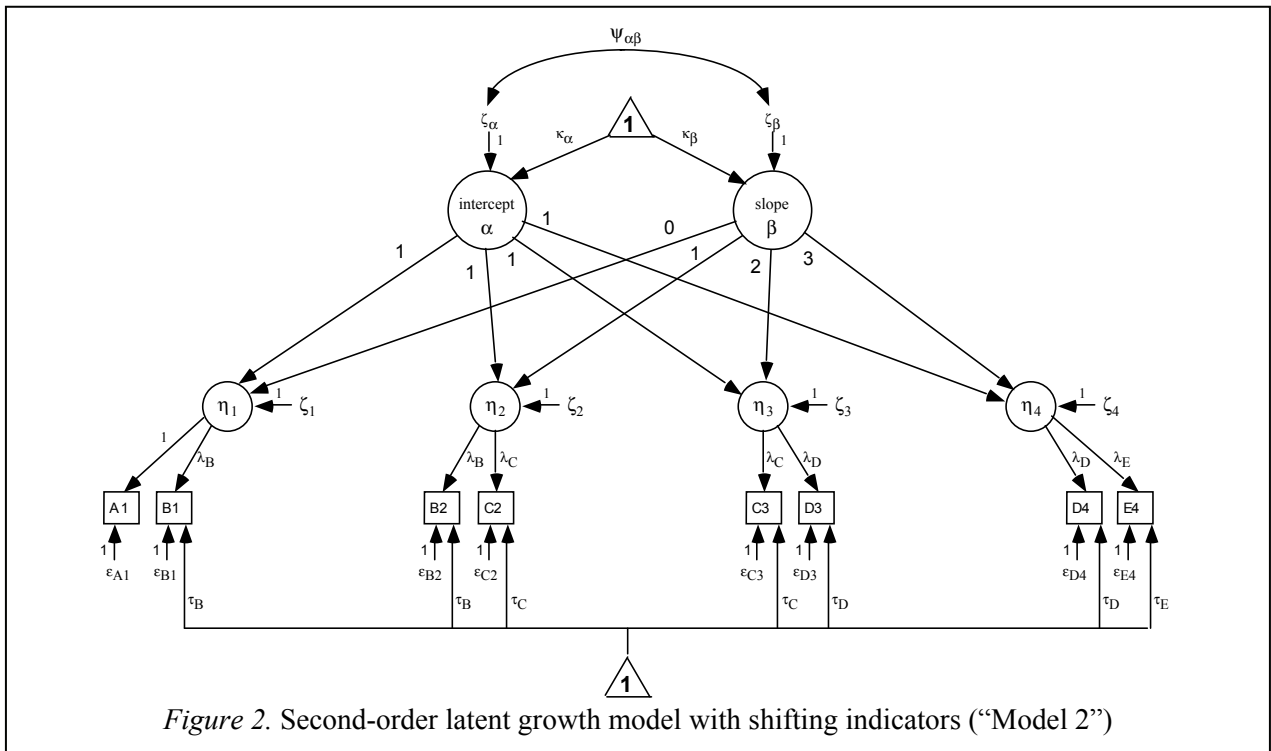 ψαβ
ζα 1 ζβ 1
κα 1 κβ
intercept α
slope β
1 1 1 1 0 1 2 3
η1 1 ζ1 η2 1 ζ2 η3 1 ζ3 η4 1 ζ4
1 λB λB λC λC λD λD λE
A1 B1 B2 C2 C3 D3 D4 E4
1 1 1 1 1 1 1 1
εA1 εB1 εB2 εC2 εC3 εD3 εD4 εE4
τB τB τC τC τD τD τE
1
Figure 2. Second-order latent growth model with shifting indicators (“Model 2”)